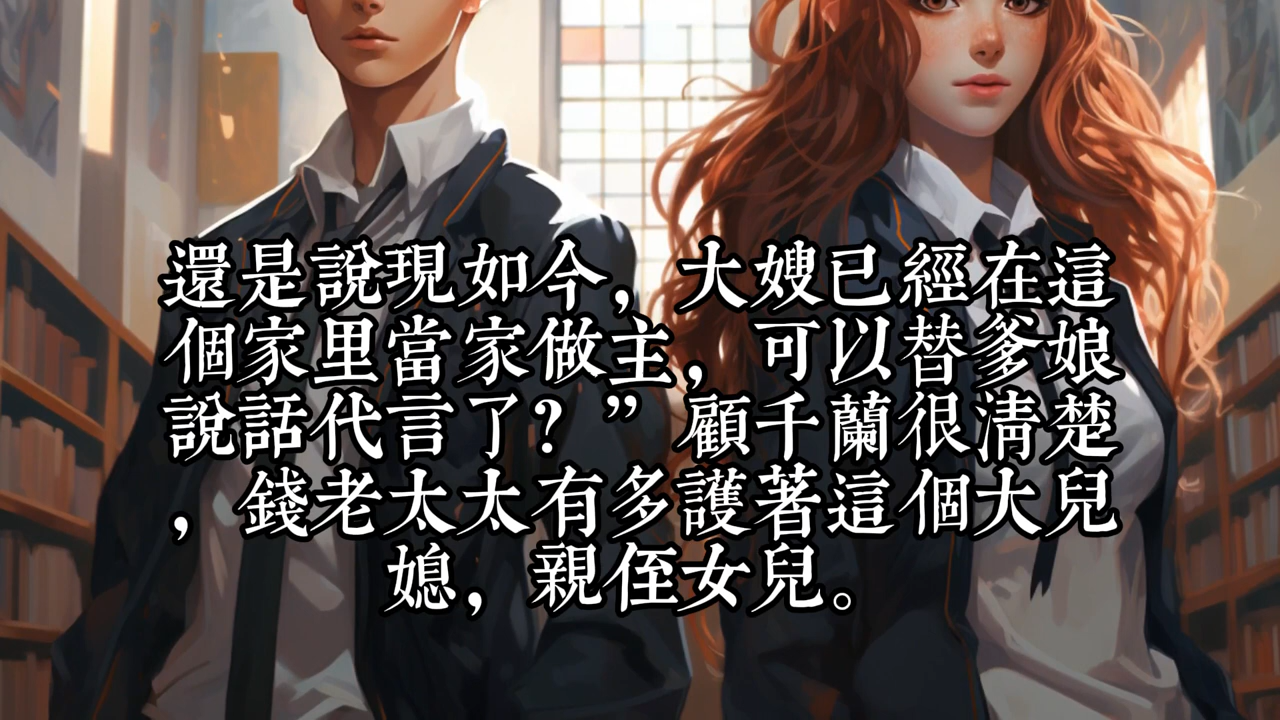 還是說現如今，大嫂已經在這
個家里當家做主，可以替爹娘
說話代言了？”顧千蘭很清楚
，錢老太太有多護著這個大兒
媳，親侄女兒。